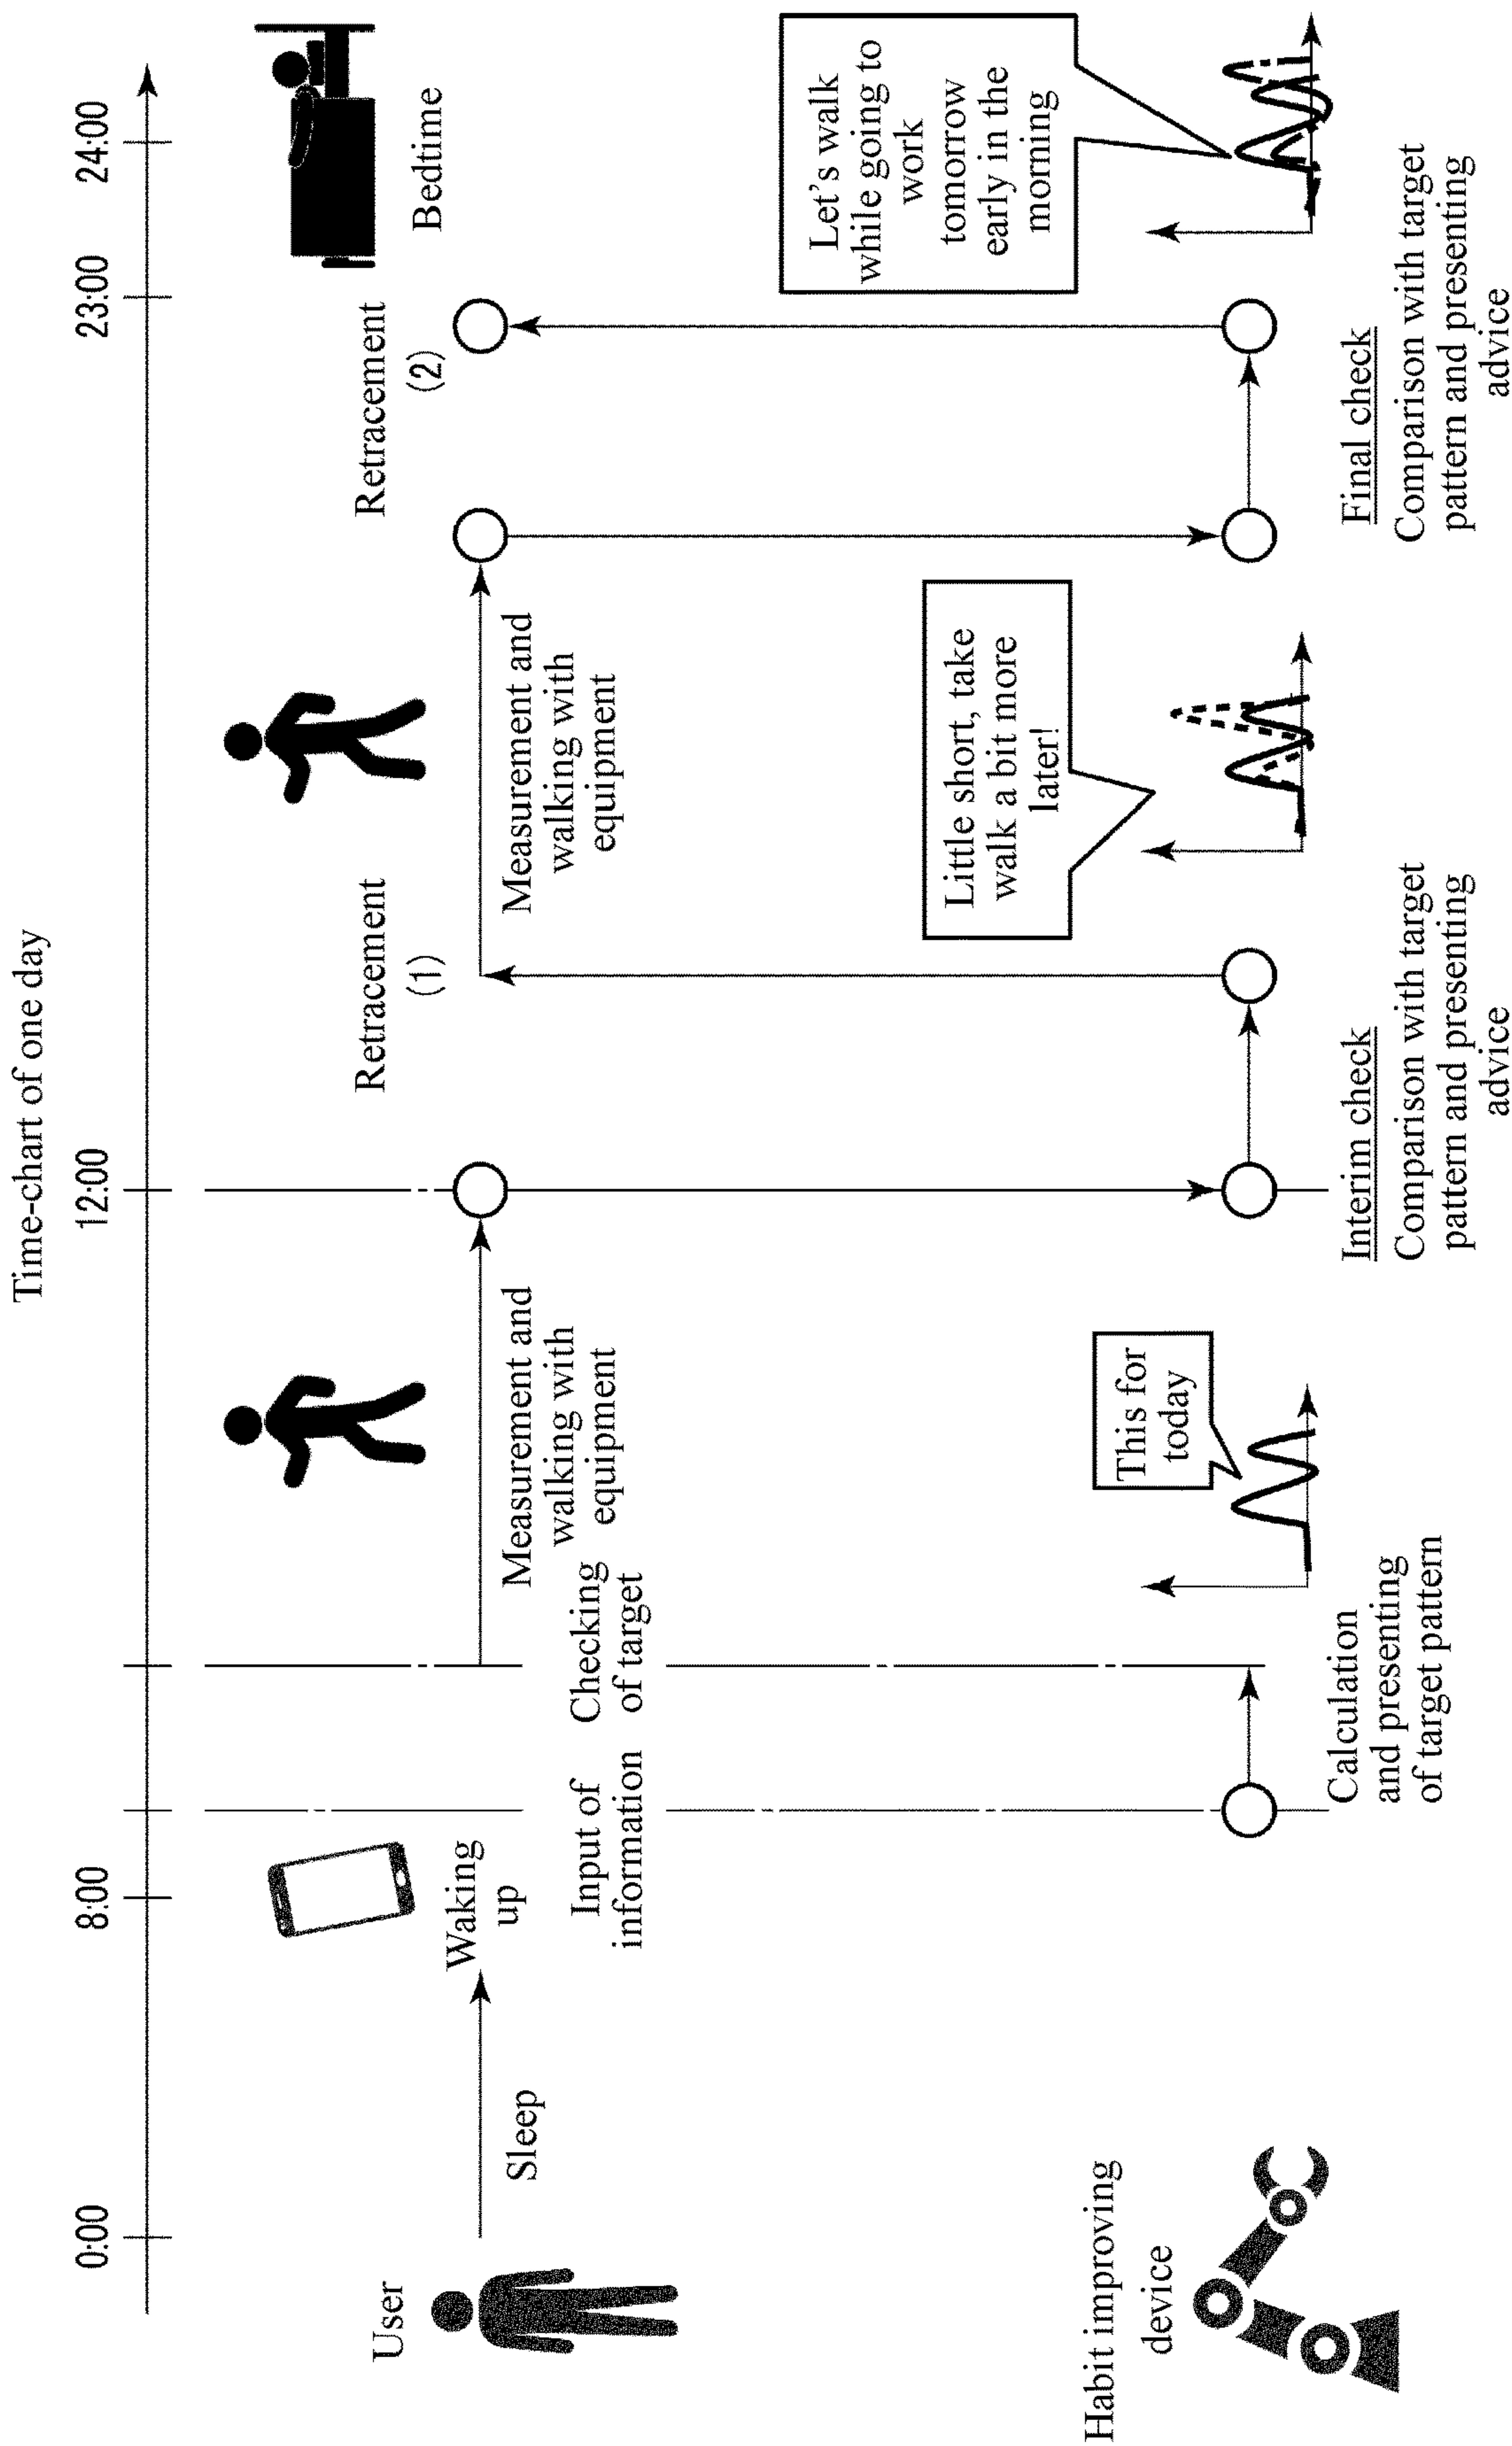 Time-chart of one day
0:00
8:00
12:00
23:00
24:00
User
Sleep
Waking
up
Input of
information
Checking
of target
Measurement and
walking with
equipment
Retracement
(1)
Measurement and
walking with
equipment
Retracement
(2)
Bedtime
Habit improving
device
Calculation
and presenting
of target pattern
This for
today
Interim check
Comparison with target
pattern and presenting
advice
Little short, take
walk a bit more
later!
Final check
Comparison with target
pattern and presenting
advice
Let's walk
while going to
work
tomorrow
early in the
morning